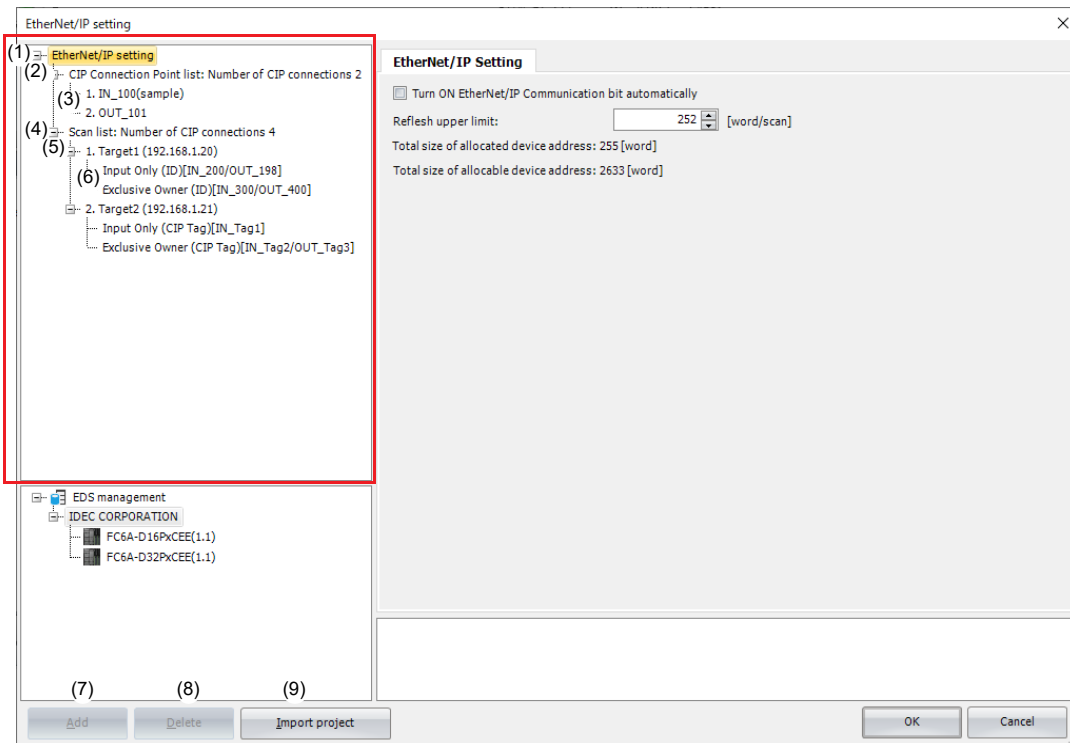 EtherNet/IP setting
(1) EtherNet/IP setting
(2) CIP Connection Point list: Number of CIP connections 2
(3) 1. IN_100(sample)
2. OUT_101
(4) Scan list: Number of CIP connections 4
(5) 1. Target1 (192.168.1.20)
(6) Input Only (ID)[IN_200/OUT_198]
Exclusive Owner (ID)[IN_300/OUT_400]
2. Target2 (192.168.1.21)
Input Only (CIP Tag)[IN_Tag1]
Exclusive Owner (CIP Tag)[IN_Tag2/OUT_Tag3]
EtherNet/IP Setting
Turn ON EtherNet/IP Communication bit automatically
Reflesh upper limit: 252 [word/scan]
Total size of allocated device address: 255 [word]
Total size of allocable device address: 2633 [word]
EDS management
IDEC CORPORATION
FC6A-D16PxCEE(1.1)
FC6A-D32PxCEE(1.1)
(7) (8) (9)
Add Delete Import project OK Cancel